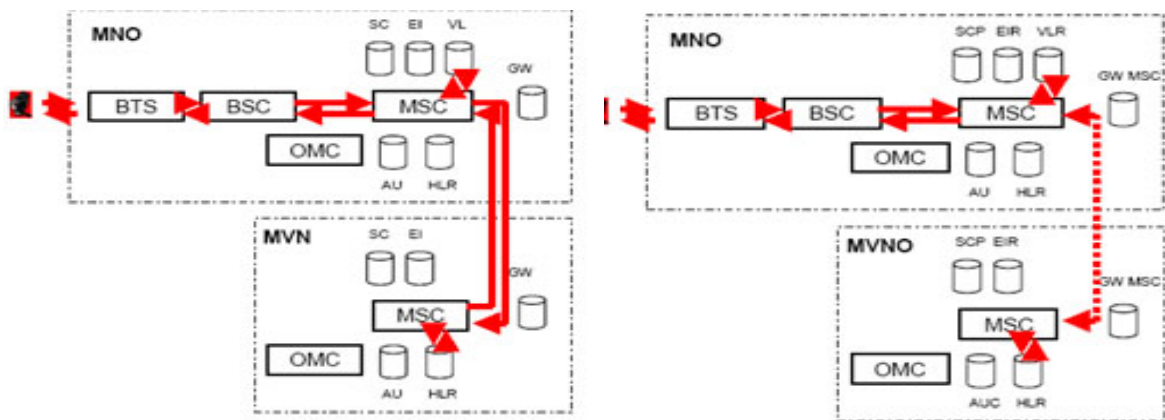 MNO
SC EI VL
GW
BTS BSC MSC
OMC
AU HLR
MVN
SC EI
GW
MSC
OMC
AU HLR
MNO
SCP EIR VLR
GW MSC
BTS BSC MSC
OMC
AU HLR
MVNO
SCP EIR
GW MSC
MSC
OMC
AUC HLR